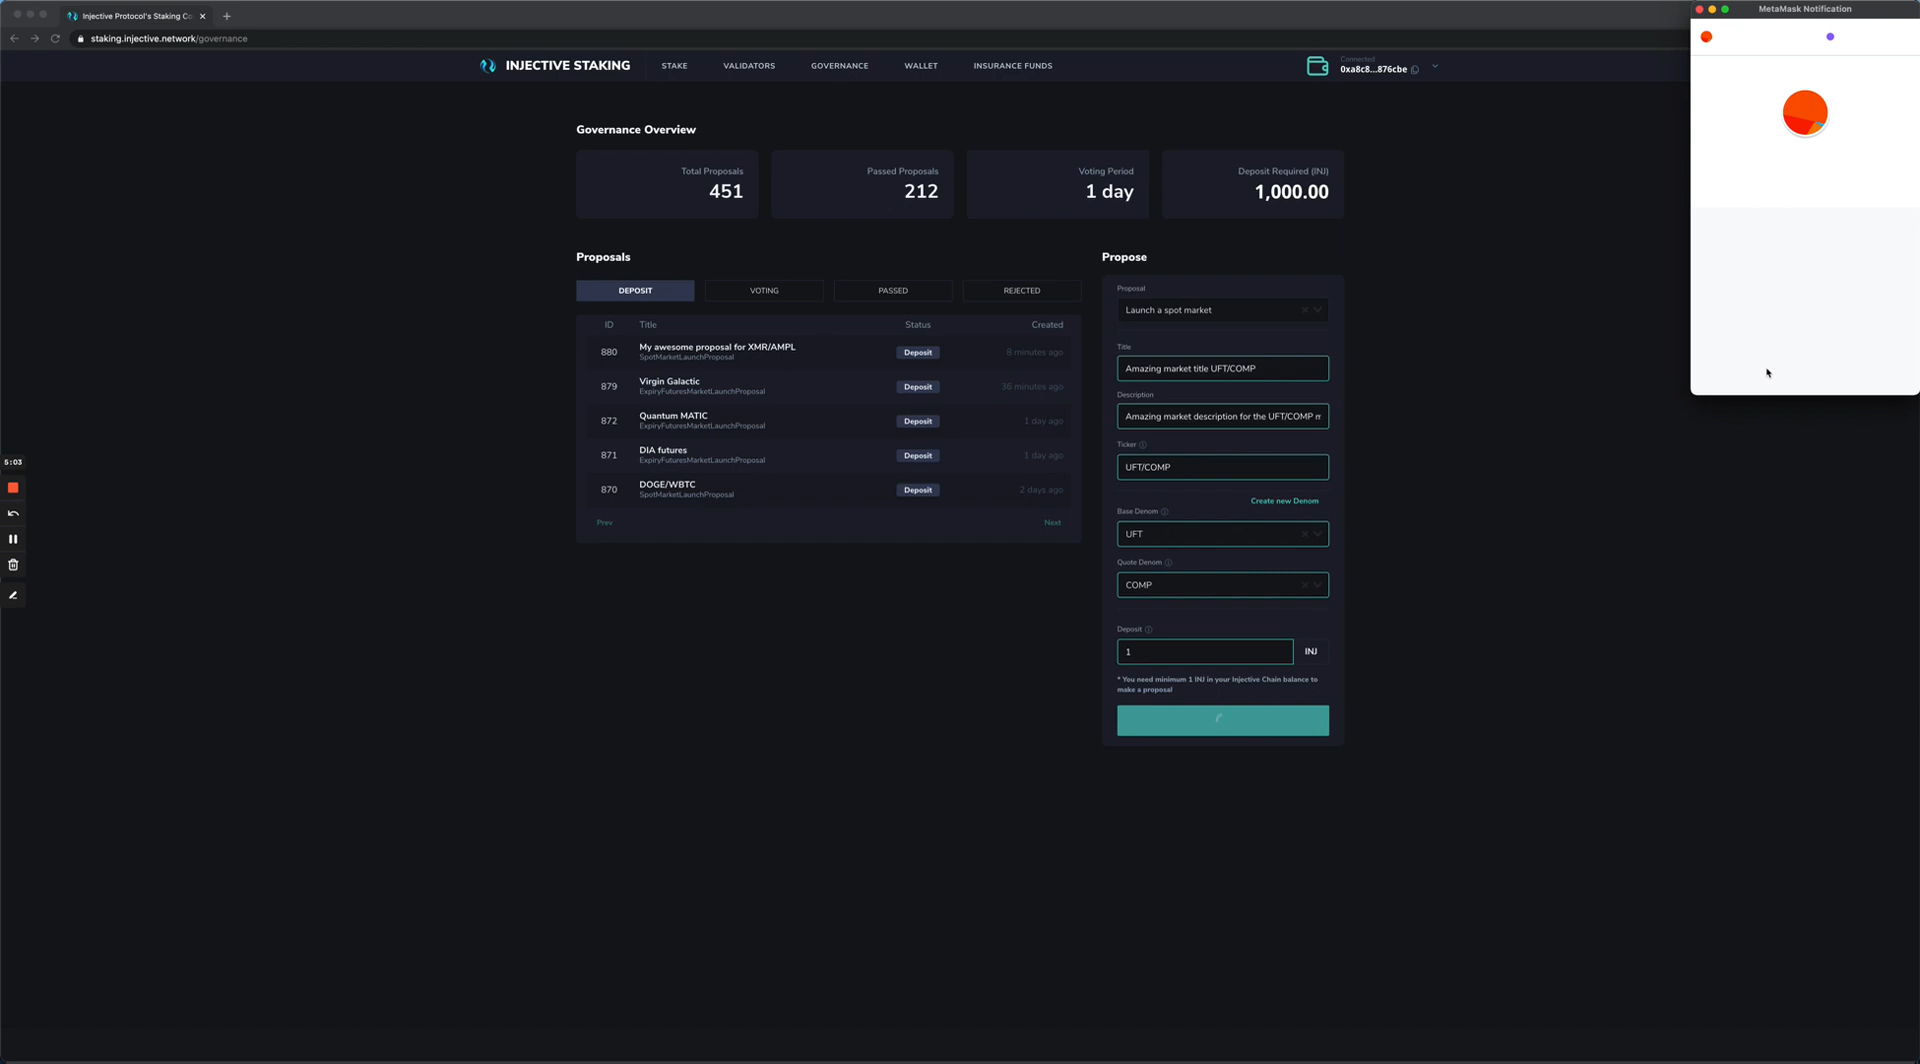 Injective Protocol's Staking Co
staking.injective.network/governance
MetaMask Notification
INJECTIVE STAKING
STAKE
VALIDATORS
GOVERNANCE
WALLET
INSURANCE FUNDS
Connected
0xa8c8...876cbe
Governance Overview
Total Proposals
451
Passed Proposals
212
Voting Period
1 day
Deposit Required (INJ)
1,000.00
Proposals
DEPOSIT
VOTING
PASSED
REJECTED
ID Title Status Created
880 My awesome proposal for XMR/AMPL Deposit 8 minutes ago
SpotMarketLaunchProposal
879 Virgin Galactic Deposit 36 minutes ago
ExpiryFuturesMarketLaunchProposal
872 Quantum MATIC Deposit 1 day ago
ExpiryFuturesMarketLaunchProposal
871 DIA futures Deposit 1 day ago
ExpiryFuturesMarketLaunchProposal
870 DOGE/WBTC Deposit 2 days ago
SpotMarketLaunchProposal
Prev
Next
Propose
Proposal
Launch a spot market
Title
Amazing market title UFT/COMP
Description
Amazing market description for the UFT/COMP m
Ticker
UFT/COMP
Create new Denom
Base Denom
UFT
Quote Denom
COMP
Deposit
1
INJ
* You need minimum 1 INJ in your Injective Chain balance to
make a proposal
5:03